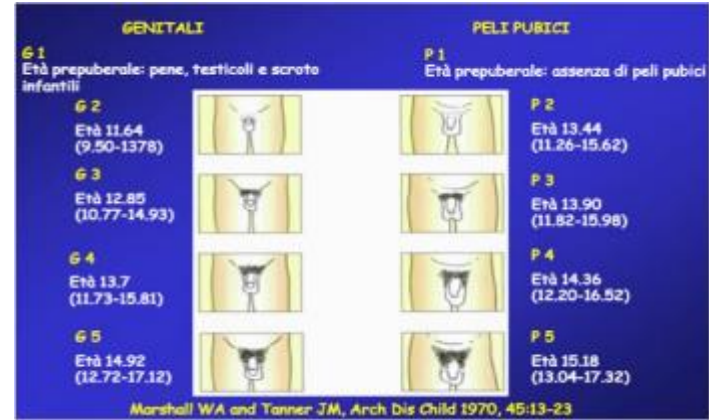 GENITALI
PELI PUBICI
G 1
Età prepuberale: pene, testicoli e scroto
infantili
P 1
Età prepuberale: assenza di peli pubici
G 2
Età 11.64
(9.50-1378)
P 2
Età 13.44
(11.26-15.62)
G 3
Età 12.85
(10.77-14.93)
P 3
Età 13.90
(11.82-15.98)
G 4
Età 13.7
(11.73-15.81)
P 4
Età 14.36
(12.20-16.52)
G 5
Età 14.92
(12.72-17.12)
P 5
Età 15.18
(13.04-17.32)
Marshall WA and Tanner JM, Arch Dis Child 1970, 45:13-23